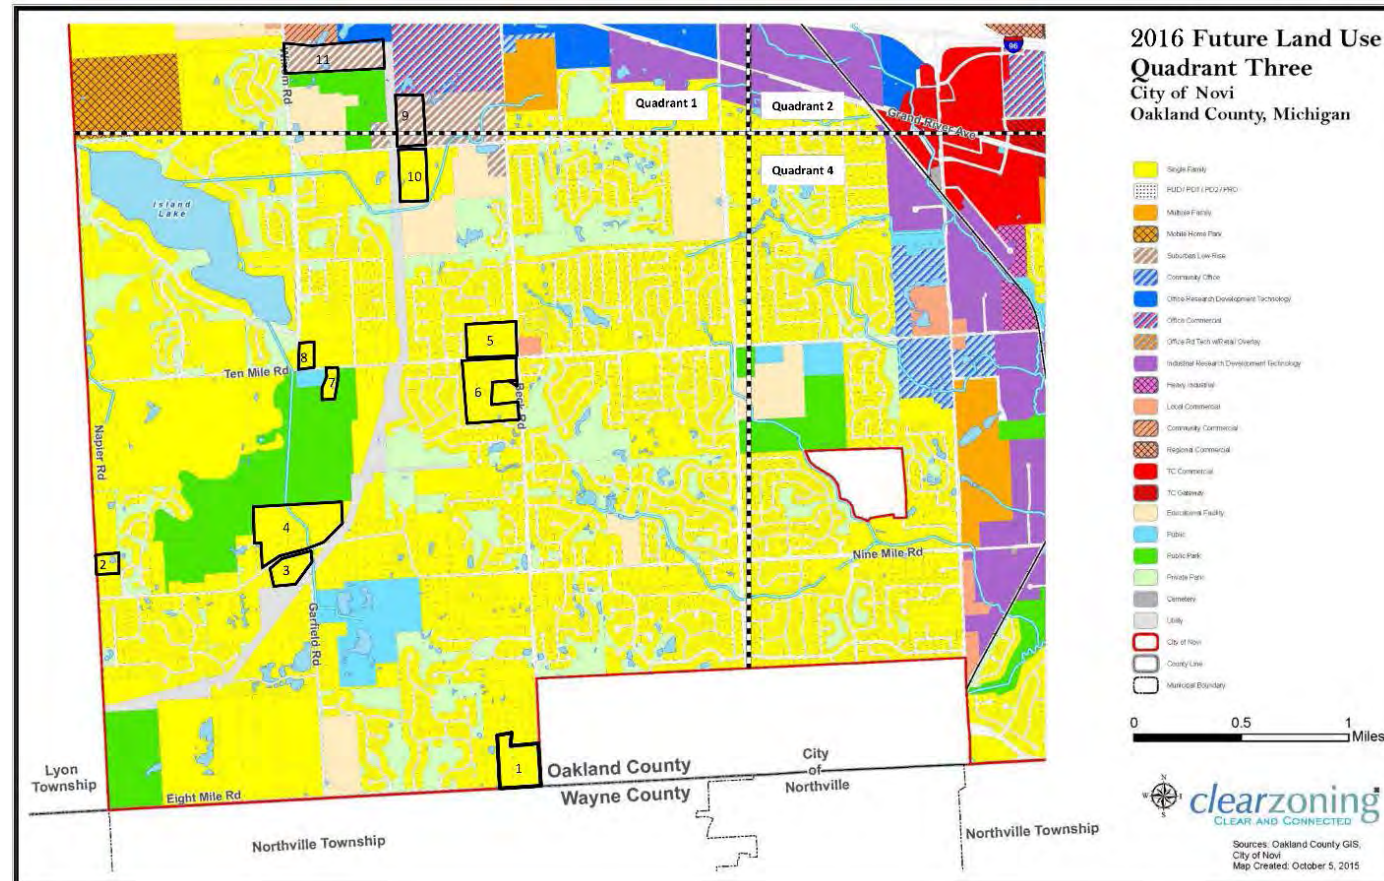 2016 Future Land Use
Quadrant Three
City of Novi
Oakland County, Michigan
Single Family
PUD / PD1 / PD2 / PRO
Multiple Family
Mobile Home Park
Suburban Low-Rise
Community Office
Office Research Development Technology
Office Commercial
Office Rd Tech w/Retail Overlay
Industrial Research Development Technology
Heavy Industrial
Local Commercial
Community Commercial
Regional Commercial
TC Commercial
TC Gateway
Educational Facility
Public
Public Park
Private Park
Cemetery
Utility
City of Novi
County Line
Municipal Boundary
0 0.5 1
Miles
N
W E
S
clearzoning
CLEAR AND CONNECTED
Sources: Oakland County GIS,
City of Novi
Map Created: October 5, 2015
96
11
Wixom Rd
9
Quadrant 1
Quadrant 2
Grand River Ave
10
Quadrant 4
Island
Lake
5
8
Ten Mile Rd
7
6
Beck Rd
Napier Rd
4
2
3
Nine Mile Rd
Garfield Rd
1
Oakland County
Wayne County
City
of
Northville
Lyon
Township
Eight Mile Rd
Northville Township
Northville Township